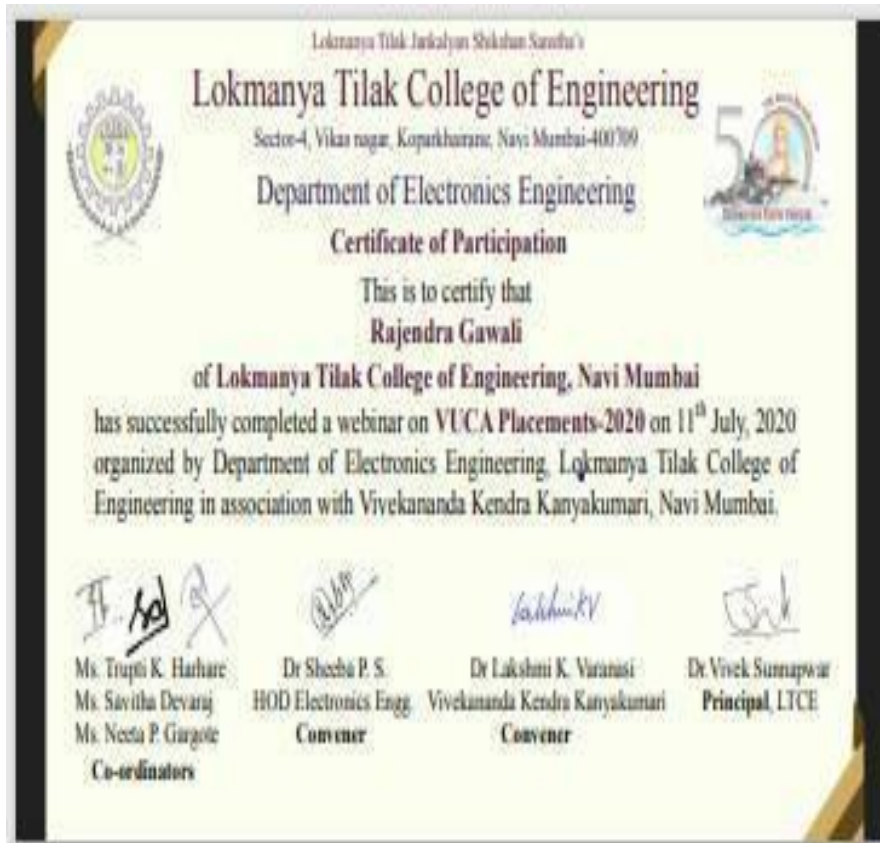 Lokmanya Tilak Jankalyan Shikshan Sanstha's
Lokmanya Tilak College of Engineering
Sector-4, Vikas nagar, Koparkhairane, Navi Mumbai-400709
Department of Electronics Engineering
Certificate of Participation
This is to certify that
Rajendra Gawali
of Lokmanya Tilak College of Engineering, Navi Mumbai
has successfully completed a webinar on VUCA Placements-2020 on 11th July, 2020
organized by Department of Electronics Engineering, Lokmanya Tilak College of
Engineering in association with Vivekananda Kendra Kanyakumari, Navi Mumbai.
50
Ms. Trupti K. Harhare
Ms. Savitha Devaraj
Ms. Neeta P. Gargote
Co-ordinators
Dr Sheeba P. S.
HOD Electronics Engg.
Convener
Dr Lakshmi K. Varanasi
Vivekananda Kendra Kanyakumari
Convener
Dr. Vivek Sunnapwar
Principal, LTCE